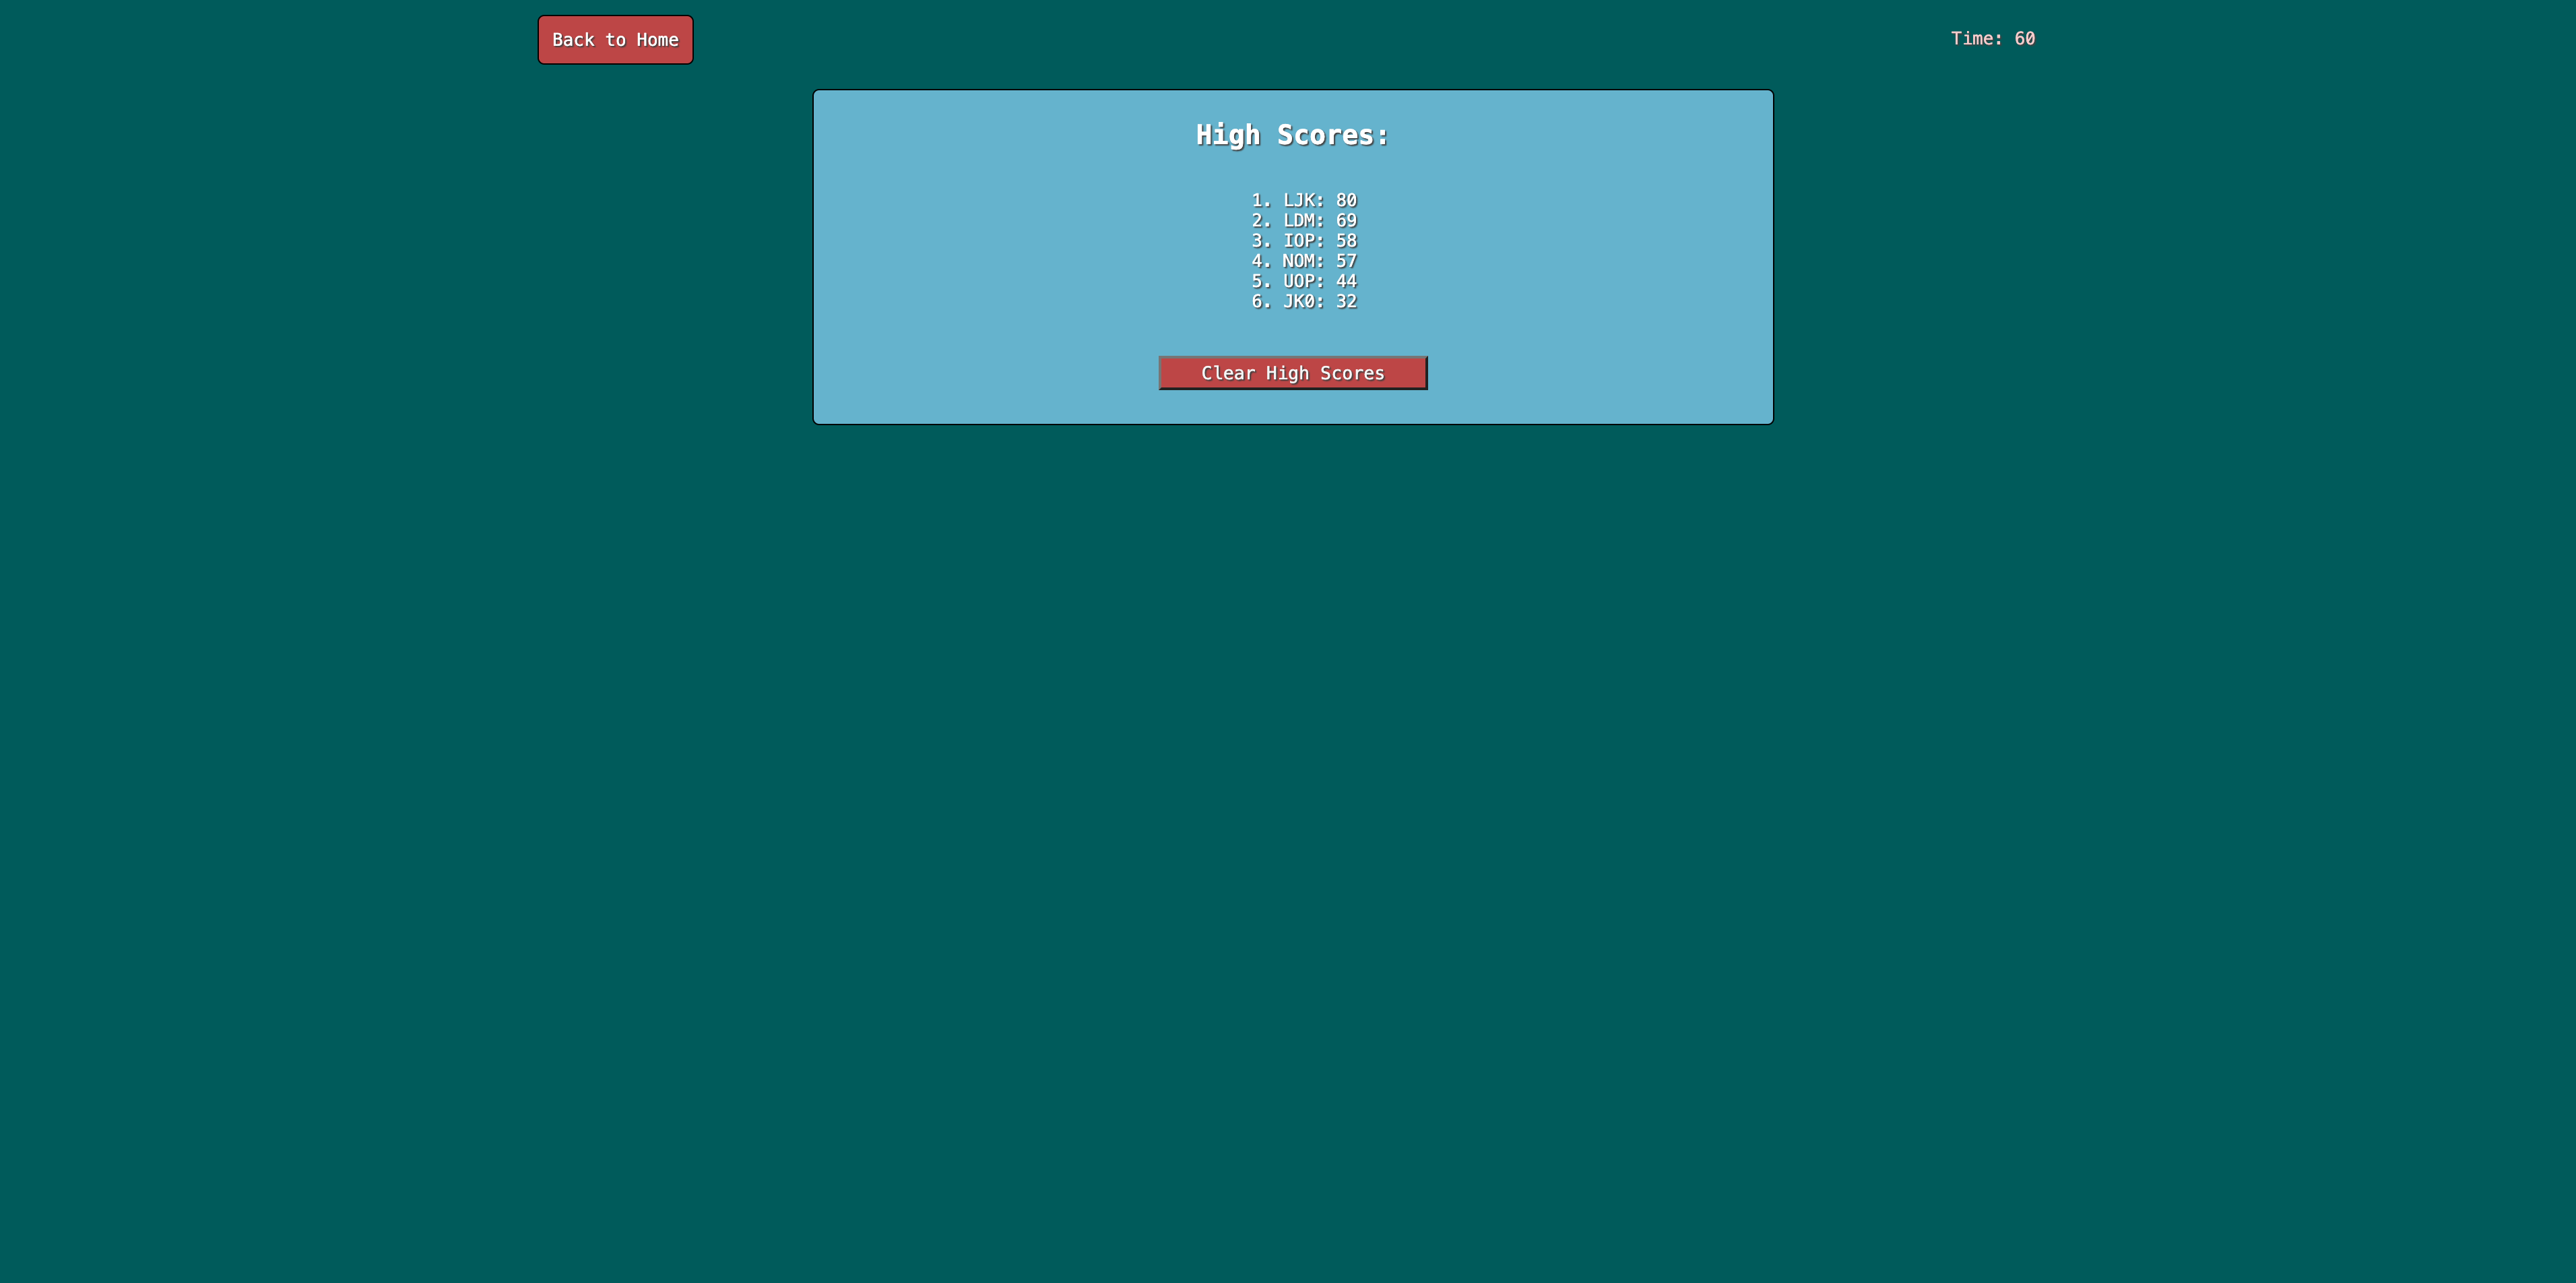 Back to Home
Time: 60
High Scores:
1. LJK: 80
2. LDM: 69
3. IOP: 58
4. NOM: 57
5. UOP: 44
6. JK0: 32
Clear High Scores